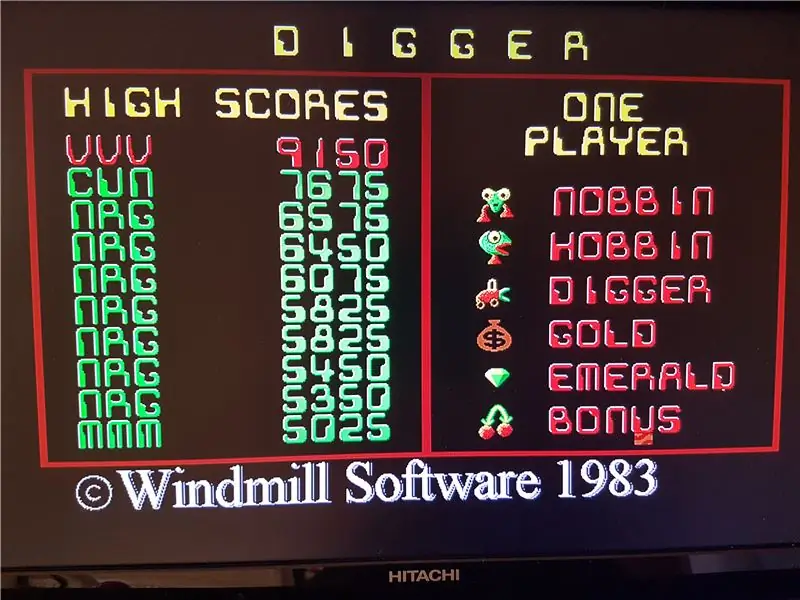 DIGGER
HIGH SCORES
VVV 9150
CVN 7675
NRG 6575
NRG 6450
NRG 6075
NRG 5825
NRG 5825
NRG 5450
NRG 5350
MMM 5025
ONE
PLAYER
NOBBIN
HOBBIN
DIGGER
GOLD
EMERALD
BONUS
© Windmill Software 1983
HITACHI